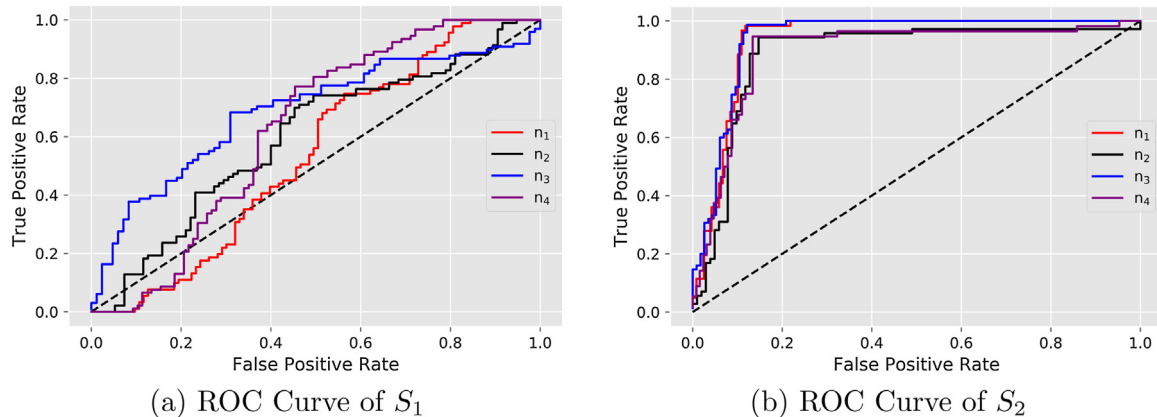 1.0
0.8
0.6
0.4
0.2
0.0
True Positive Rate
n₁
n₂
n₃
n₄
0.0 0.2 0.4 0.6 0.8 1.0
False Positive Rate
(a) ROC Curve of S₁
1.0
0.8
0.6
0.4
0.2
0.0
True Positive Rate
n₁
n₂
n₃
n₄
0.0 0.2 0.4 0.6 0.8 1.0
False Positive Rate
(b) ROC Curve of S₂